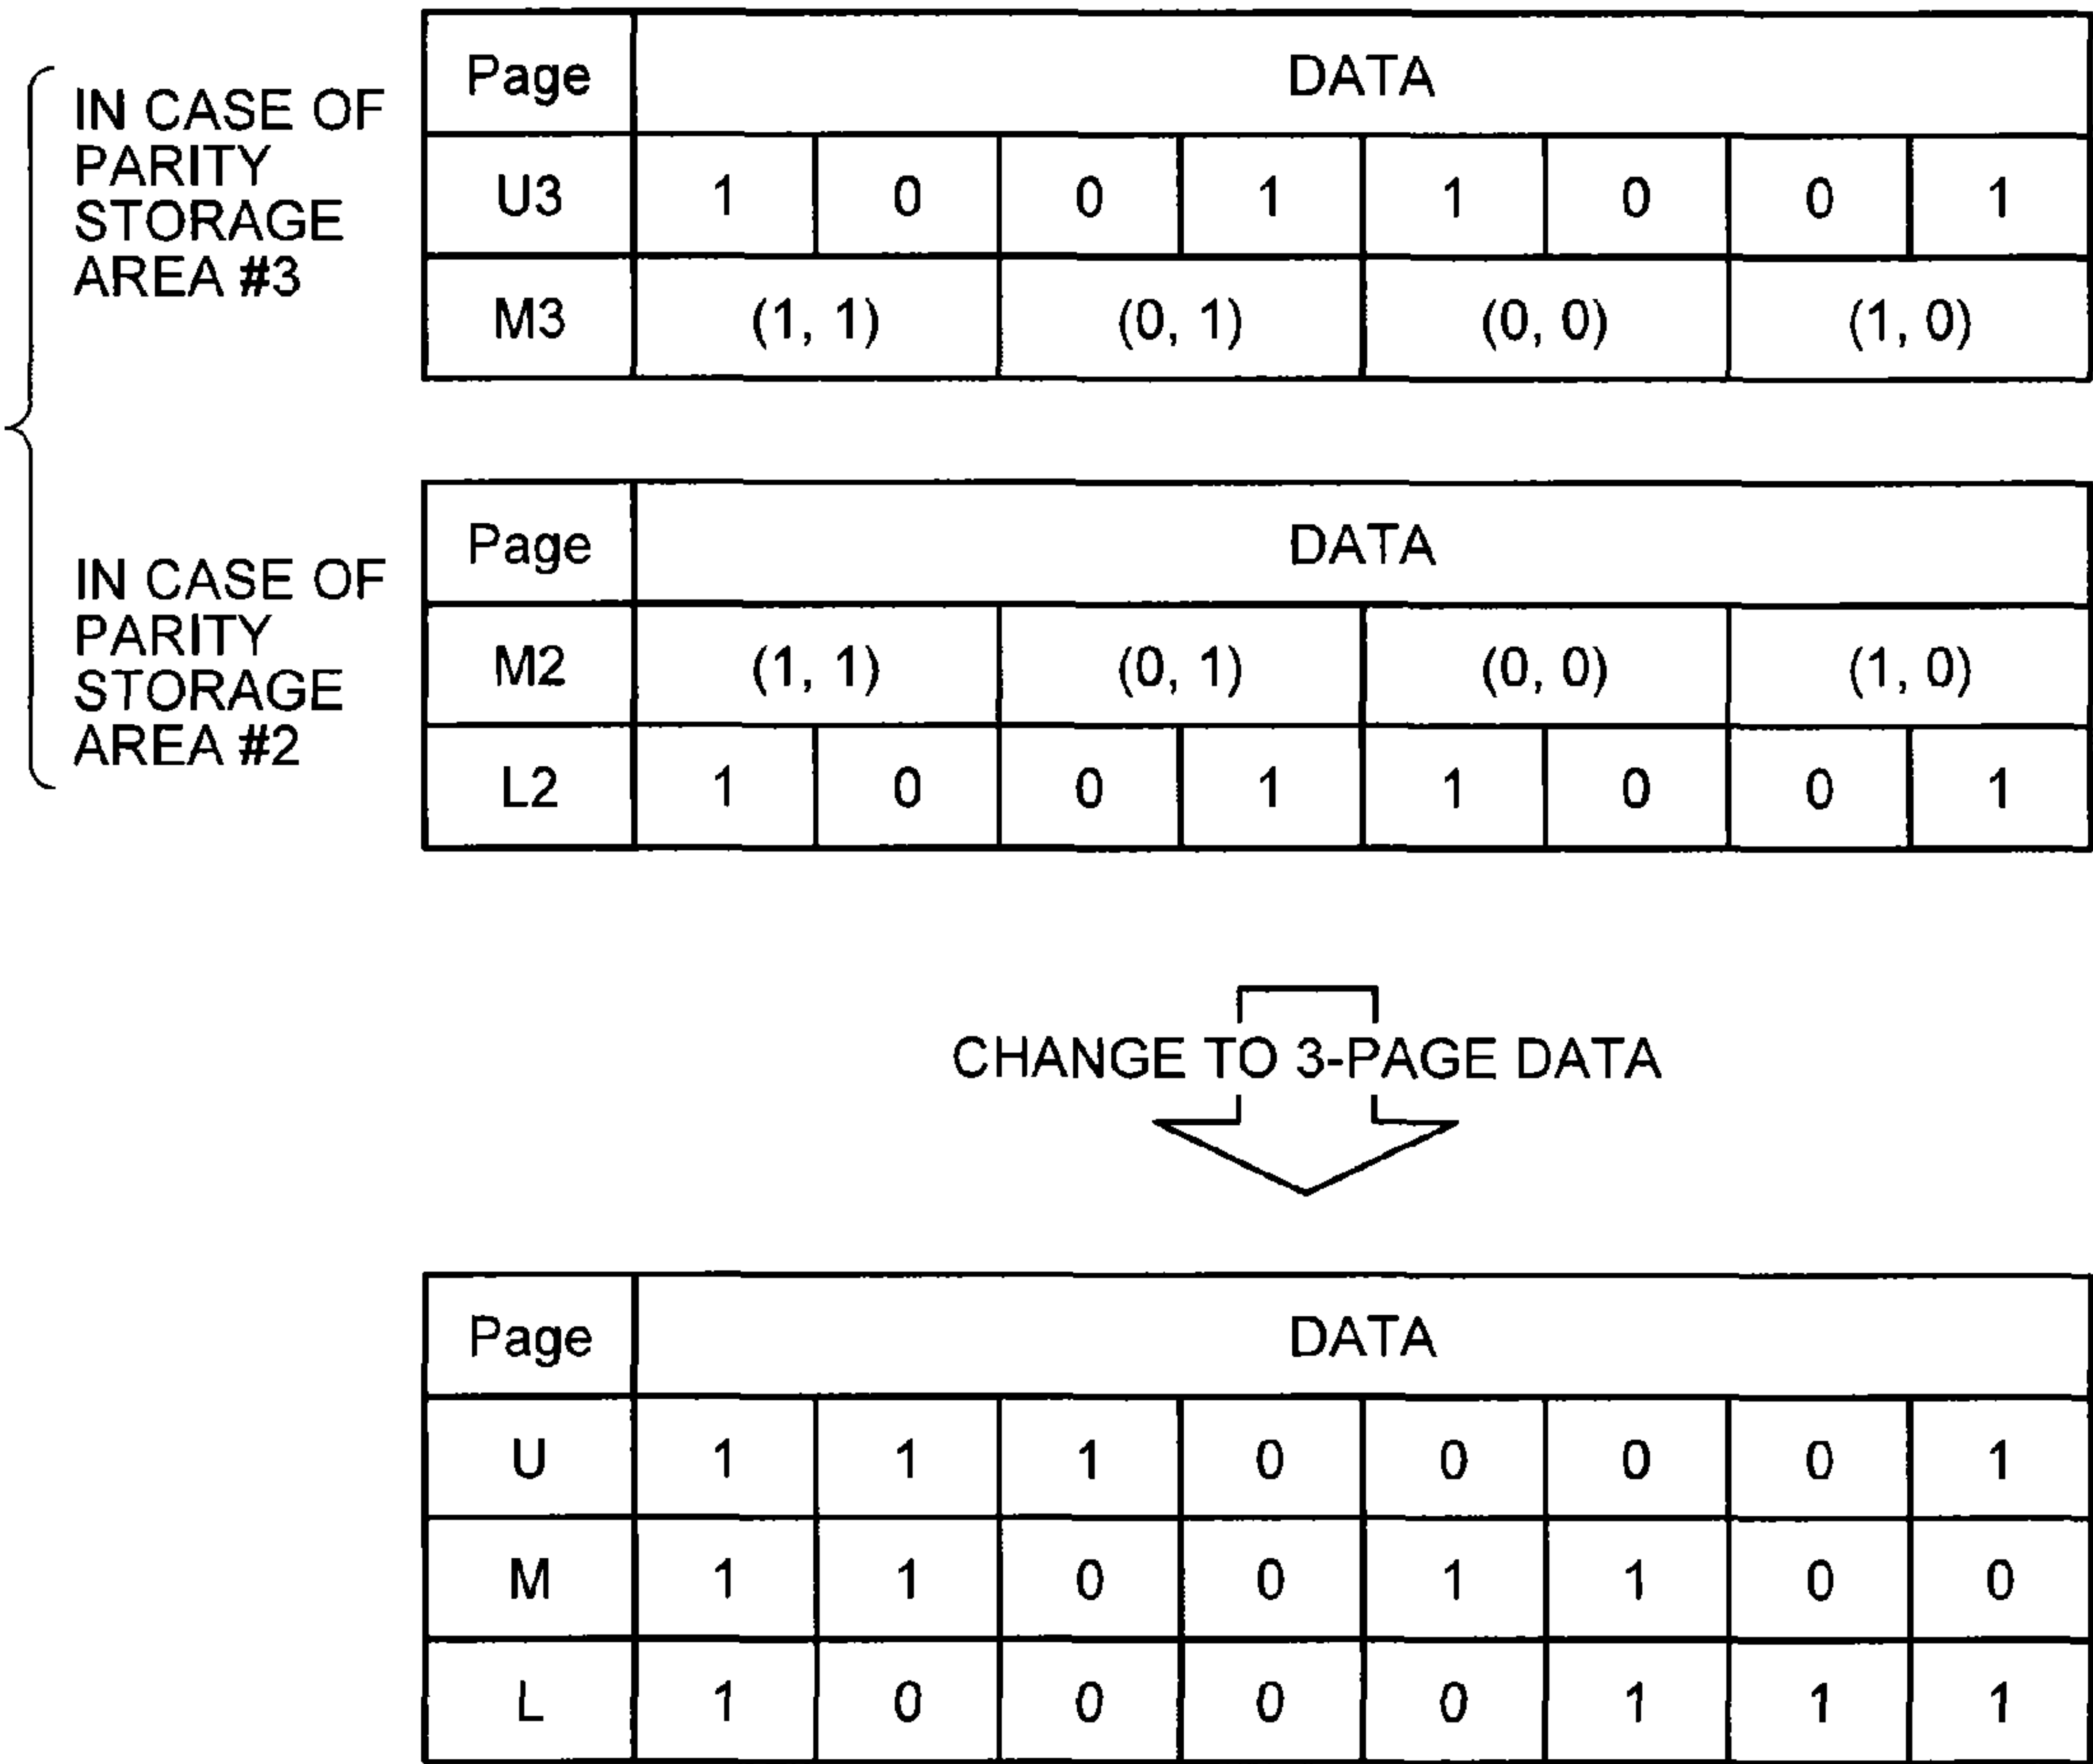 IN CASE OF
PARITY
STORAGE
AREA #3
Page DATA
U3 1 0 0 1 1 0 0 1
M3 (1, 1) (0, 1) (0, 0) (1, 0)
IN CASE OF
PARITY
STORAGE
AREA #2
Page DATA
M2 (1, 1) (0, 1) (0, 0) (1, 0)
L2 1 0 0 1 1 0 0 1
CHANGE TO 3-PAGE DATA
Page DATA
U 1 1 1 0 0 0 0 1
M 1 1 0 0 1 1 0 0
L 1 0 0 0 0 1 1 1